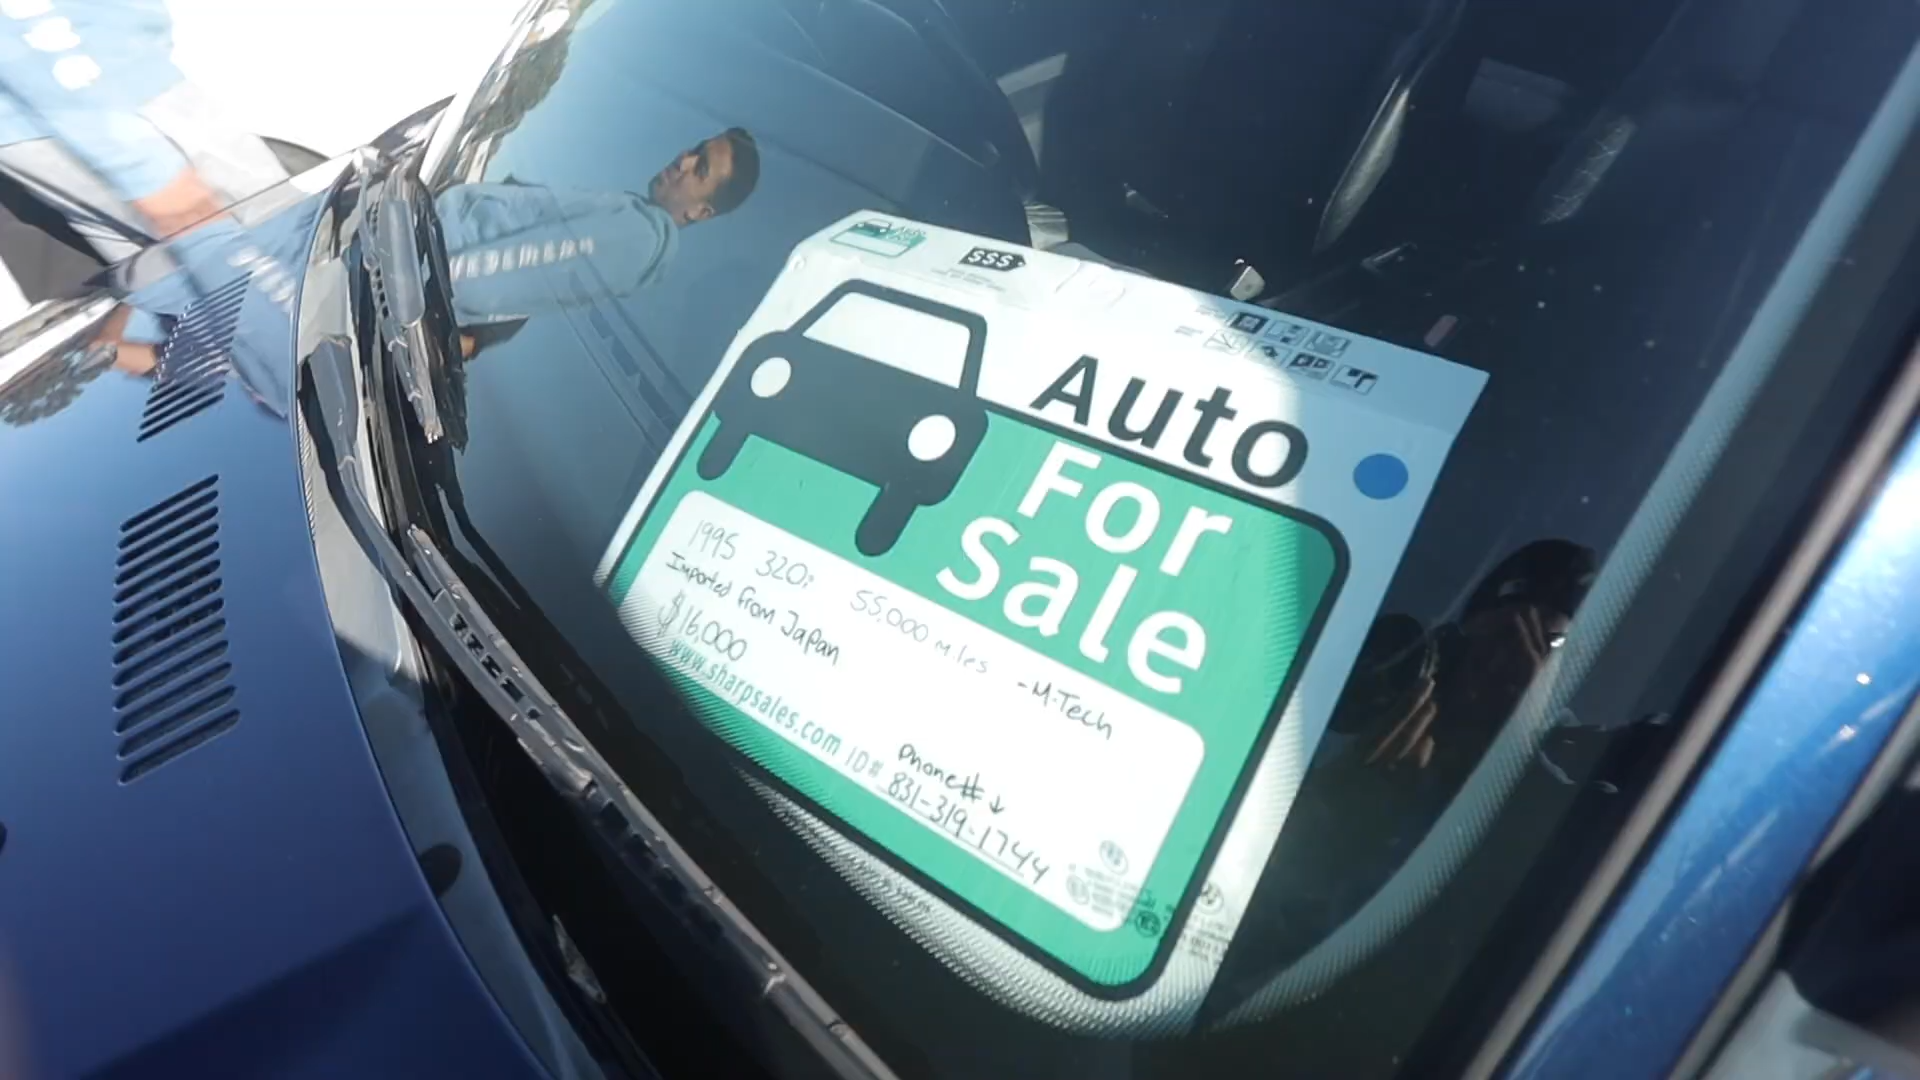 $$$
Auto
For
Sale
1995 320i 55,000 miles - M-Tech
Imported from Japan
$16,000
Phone# ↓
www.sharpsales.com ID# 831-319-1744